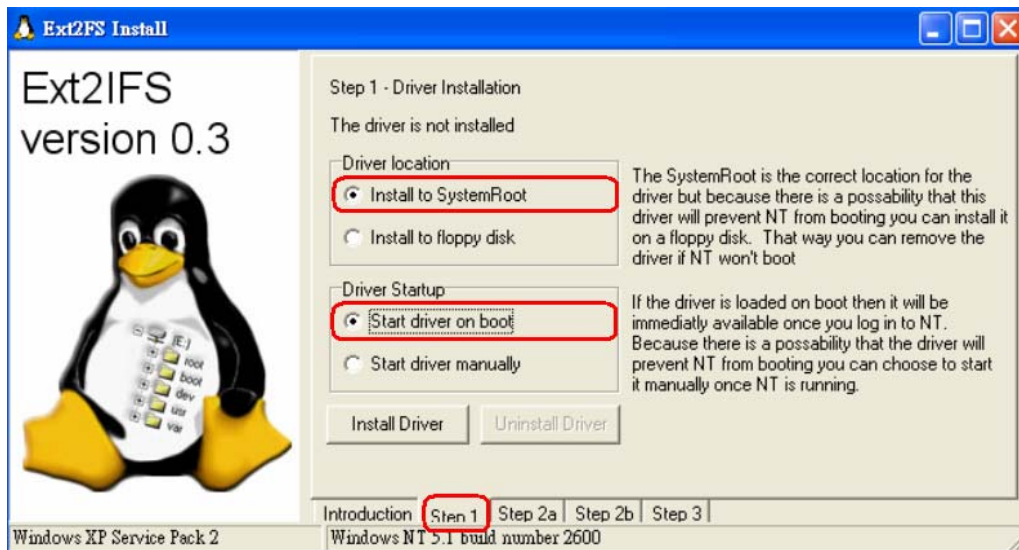 Ext2FS Install
Ext2IFS
version 0.3
(E:)
root
boot
dev
usr
var
Step 1 - Driver Installation
The driver is not installed
Driver location
Install to SystemRoot
Install to floppy disk
The SystemRoot is the correct location for the
driver but because there is a possability that this
driver will prevent NT from booting you can install it
on a floppy disk. That way you can remove the
driver if NT won't boot
Driver Startup
Start driver on boot
Start driver manually
If the driver is loaded on boot then it will be
immediatly available once you log in to NT.
Because there is a possability that the driver will
prevent NT from booting you can choose to start
it manually once NT is running.
Install Driver
Uninstall Driver
Introduction
Step 1
Step 2a
Step 2b
Step 3
Windows XP Service Pack 2
Windows NT 5.1 build number 2600